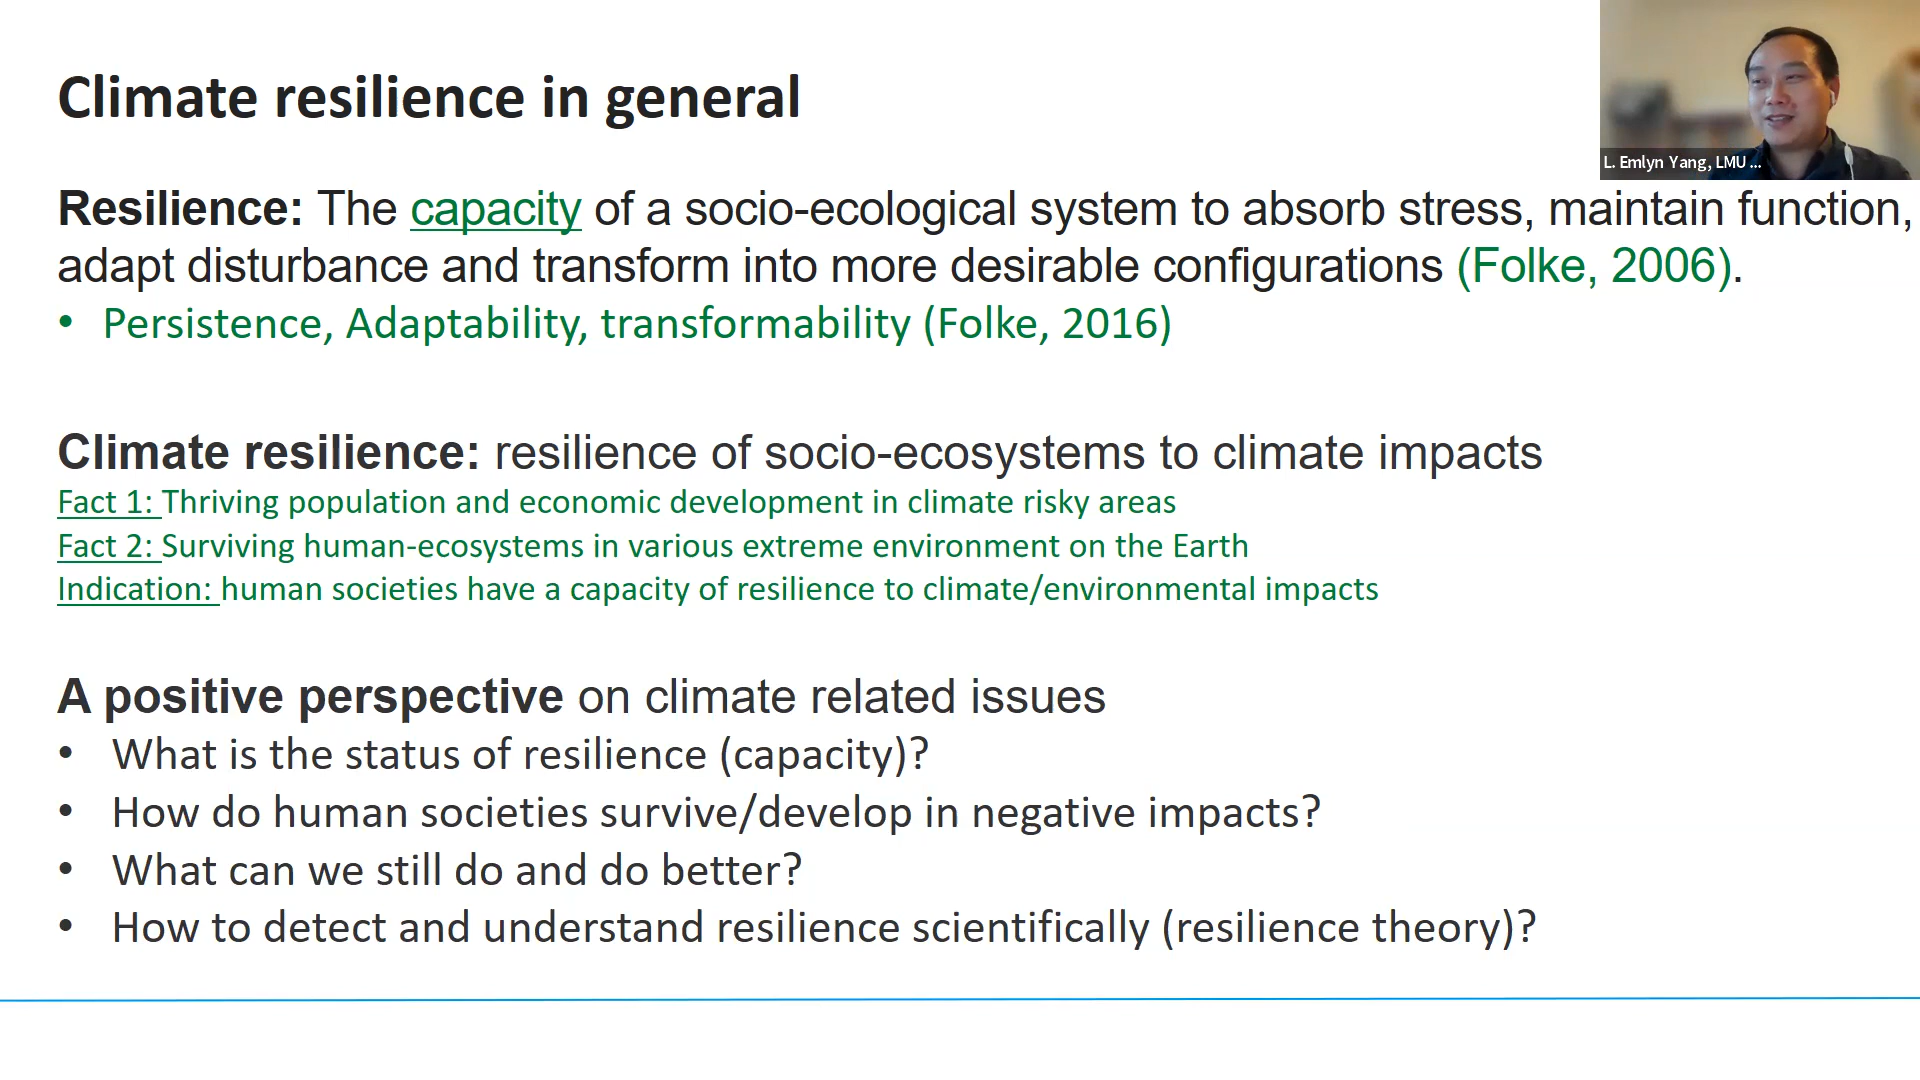 Climate resilience in general
L. Emlyn Yang, LMU ...
Resilience: The capacity of a socio-ecological system to absorb stress, maintain function,
adapt disturbance and transform into more desirable configurations (Folke, 2006).
• Persistence, Adaptability, transformability (Folke, 2016)
Climate resilience: resilience of socio-ecosystems to climate impacts
Fact 1: Thriving population and economic development in climate risky areas
Fact 2: Surviving human-ecosystems in various extreme environment on the Earth
Indication: human societies have a capacity of resilience to climate/environmental impacts
A positive perspective on climate related issues
• What is the status of resilience (capacity)?
• How do human societies survive/develop in negative impacts?
• What can we still do and do better?
• How to detect and understand resilience scientifically (resilience theory)?